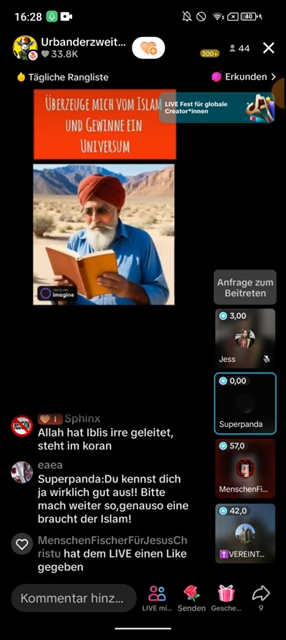 16:28
40
Urbanderzweit...
33.8K
300+
44
Tägliche Rangliste
Erkunden >
ÜBERZEUGE MICH VOM ISLAM
UND GEWINNE EIN
UNIVERSUM
LIVE Fest für globale
Creator*innen
imagine
Anfrage zum
Beitreten
3,00
Jess
0,00
Superpanda
57,0
MenschenFi...
42,0
VEREINT...
i Sphinx
Allah hat Iblis irre geleitet,
steht im koran
eaea
Superpanda:Du kennst dich
ja wirklich gut aus!! Bitte
mach weiter so,genauso eine
braucht der Islam!
MenschenFischerFürJesusCh
ristu hat dem LIVE einen Like
gegeben
Kommentar hinz...
LIVE mi...
Senden
Gesche...
9